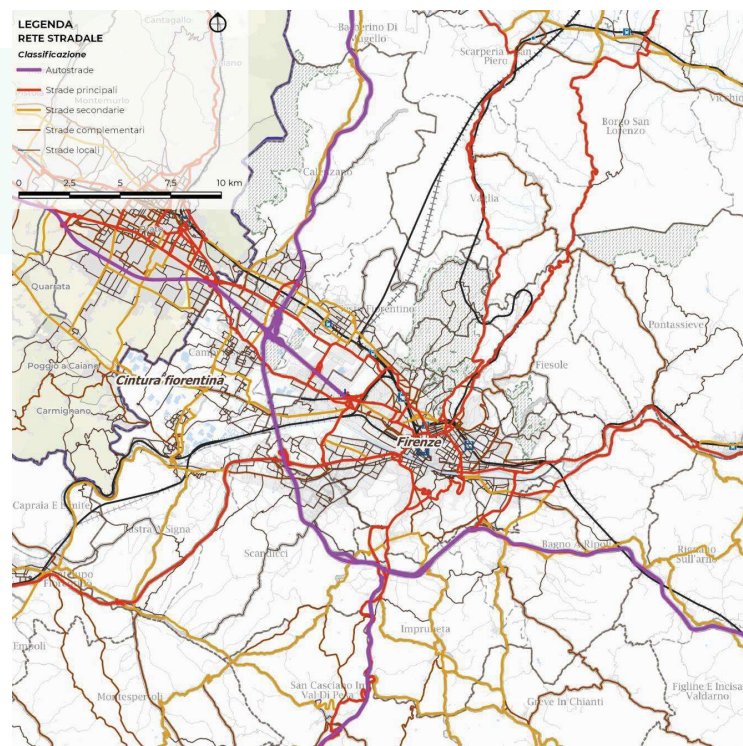 LEGENDA
RETE STRADALE
Classificazione
Autostrade
Strade principali
Strade secondarie
Strade complementari
Strade locali
0 2,5 5 7,5 10 km
Cantagallo
Montemurlo
Barberino Di
Mugello
Scarperia
San
Piero
Vicchio
Borgo San
Lorenzo
Calenzano
Vaglia
Quarrata
Fiorentino
Pontassieve
Poggio a Caiano
Cintura fiorentina
Fiesole
Carmignano
Firenze
Capraia E
Lastra A Signa
Scandicci
Bagno A Ripoli
Rignano
Sull'arno
Empoli
Impruneta
Montespertoli
San Casciano In
Val Di Pesa
Greve In Chianti
Figline E Incisa
Valdarno